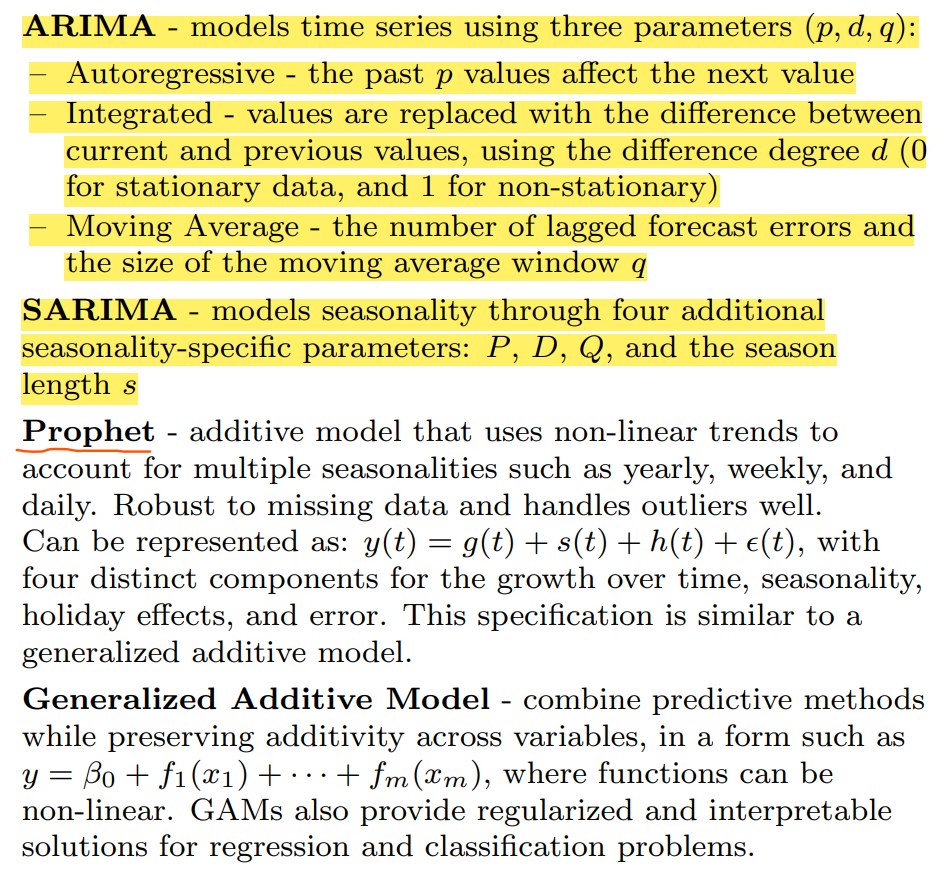 ARIMA - models time series using three parameters (p, d, q):
– Autoregressive - the past p values affect the next value
– Integrated - values are replaced with the difference between
current and previous values, using the difference degree d (0
for stationary data, and 1 for non-stationary)
– Moving Average - the number of lagged forecast errors and
the size of the moving average window q
SARIMA - models seasonality through four additional
seasonality-specific parameters: P, D, Q, and the season
length s
Prophet - additive model that uses non-linear trends to
account for multiple seasonalities such as yearly, weekly, and
daily. Robust to missing data and handles outliers well.
Can be represented as: y(t) = g(t) + s(t) + h(t) + ϵ(t), with
four distinct components for the growth over time, seasonality,
holiday effects, and error. This specification is similar to a
generalized additive model.
Generalized Additive Model - combine predictive methods
while preserving additivity across variables, in a form such as
y = β₀ + f₁(x₁) + · · · + fₘ(xₘ), where functions can be
non-linear. GAMs also provide regularized and interpretable
solutions for regression and classification problems.